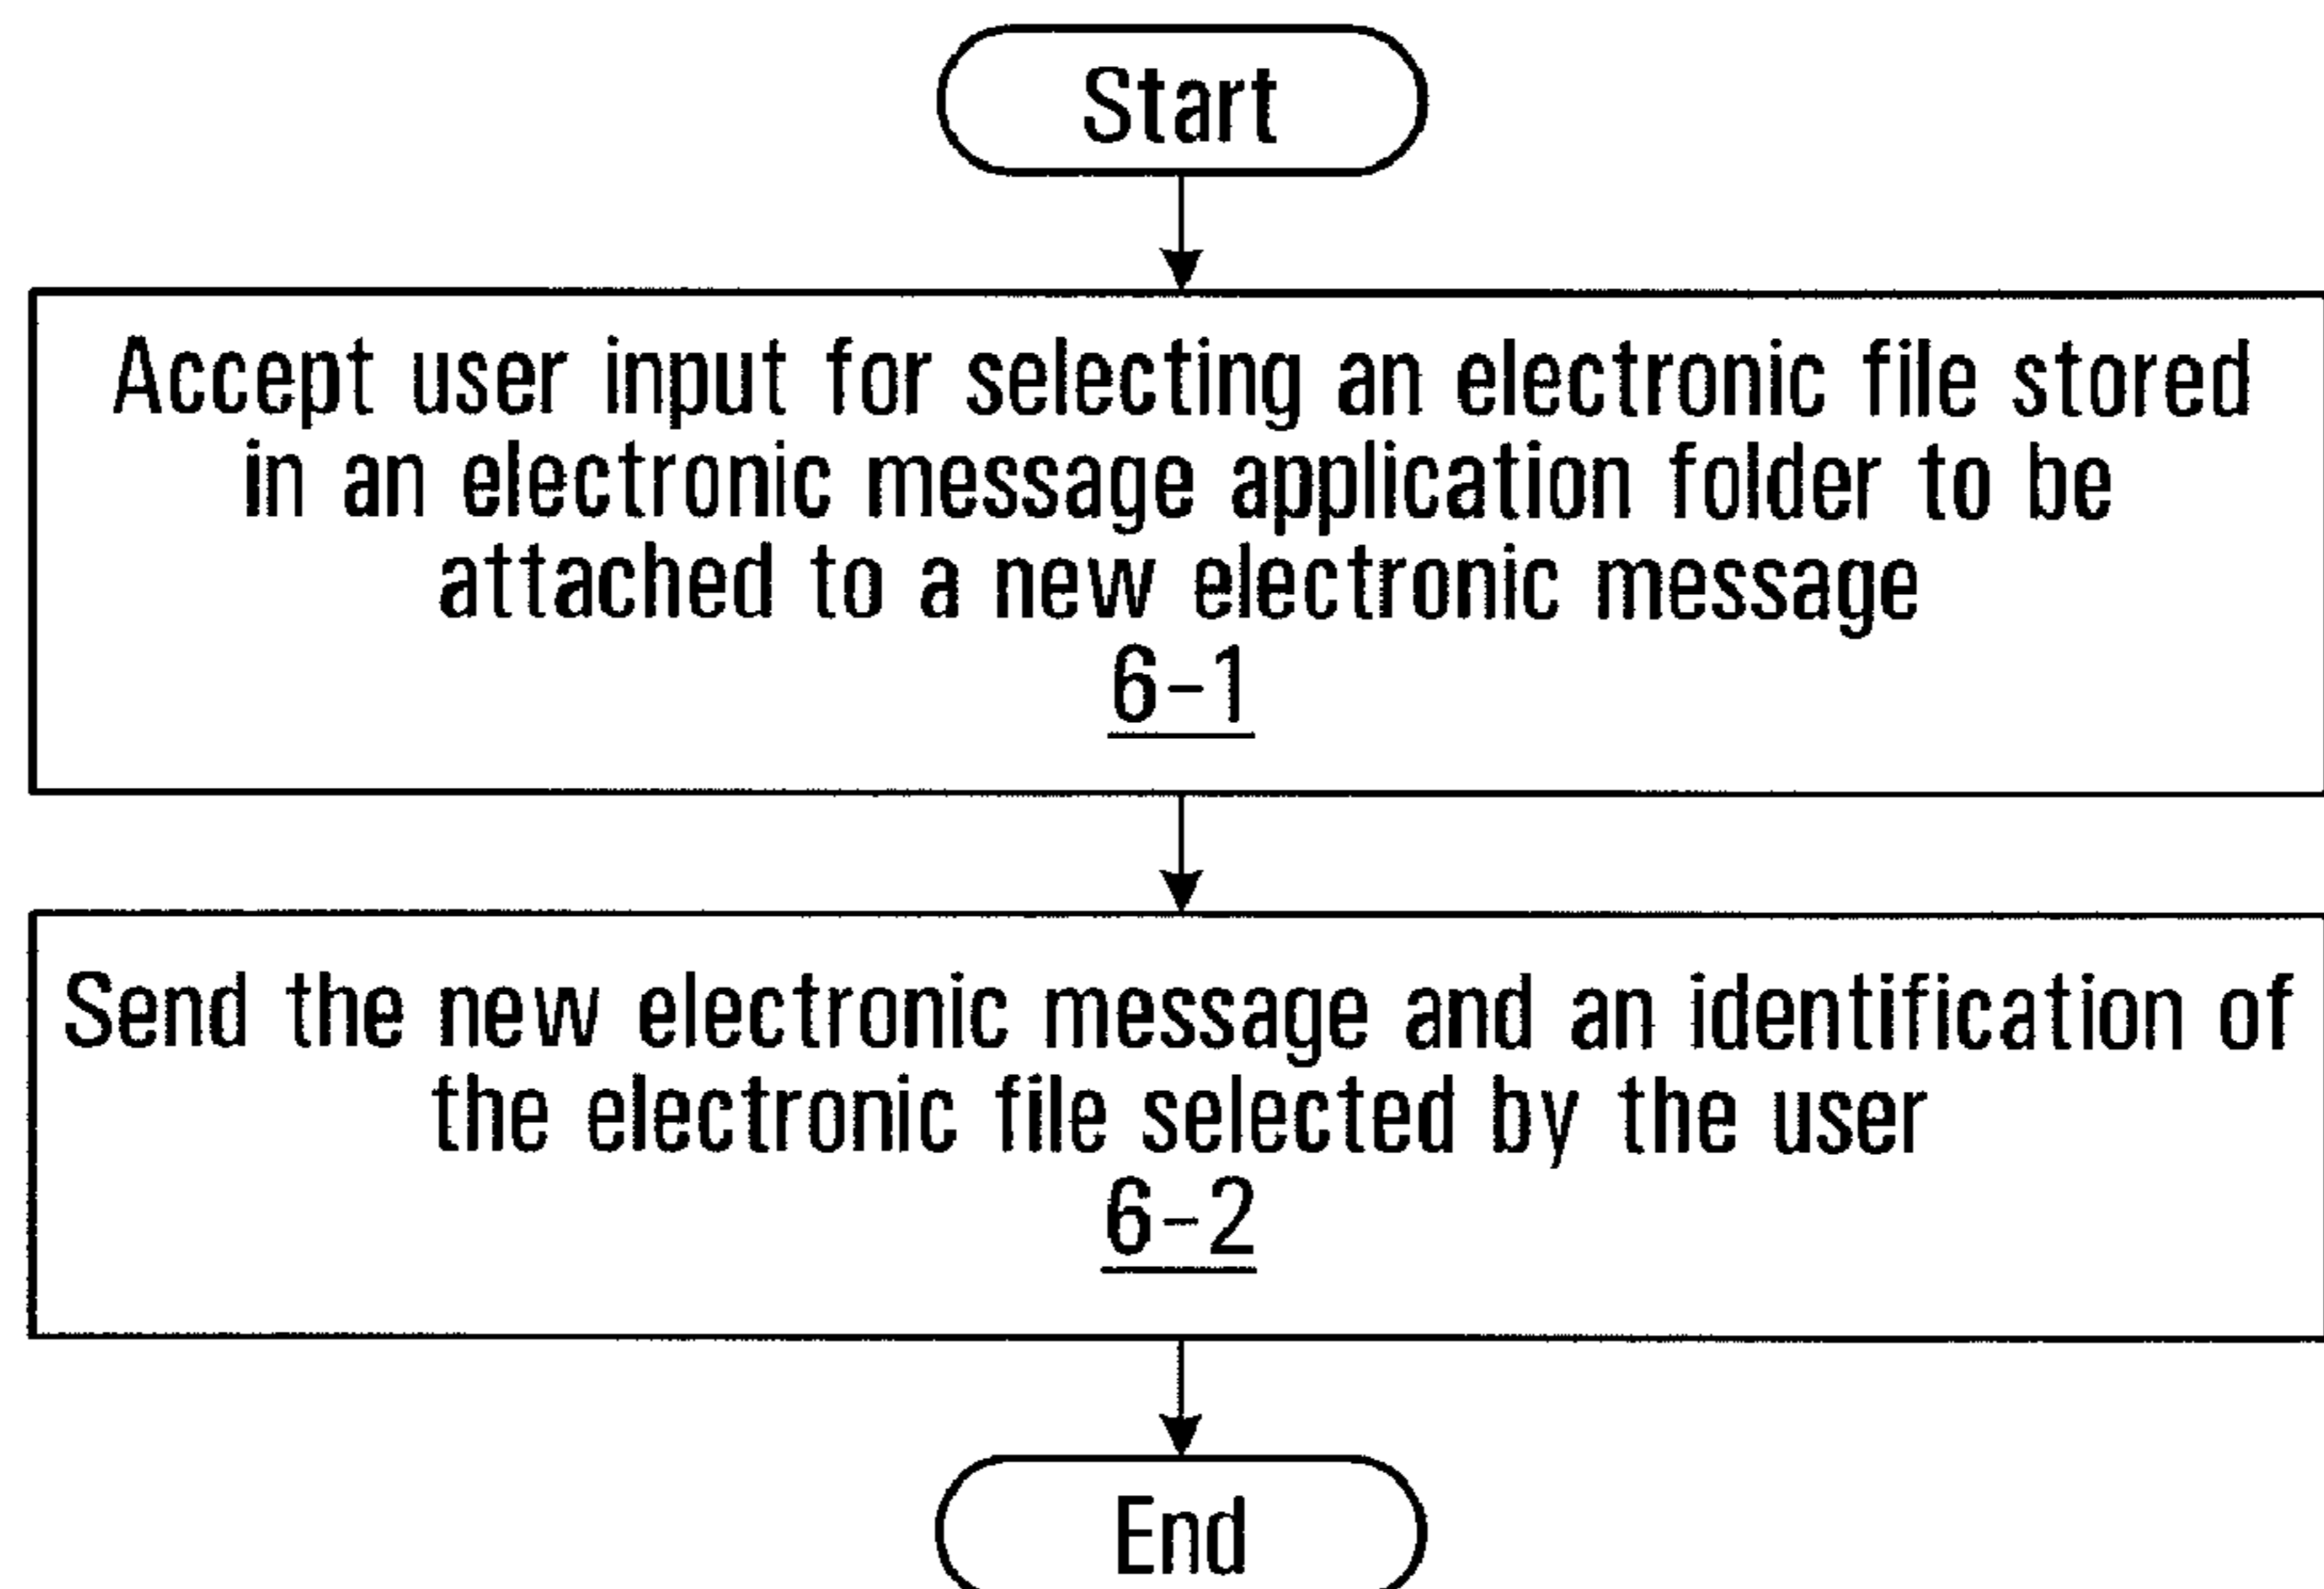 Start
Accept user input for selecting an electronic file stored
in an electronic message application folder to be
attached to a new electronic message
6-1
Send the new electronic message and an identification of
the electronic file selected by the user
6-2
End